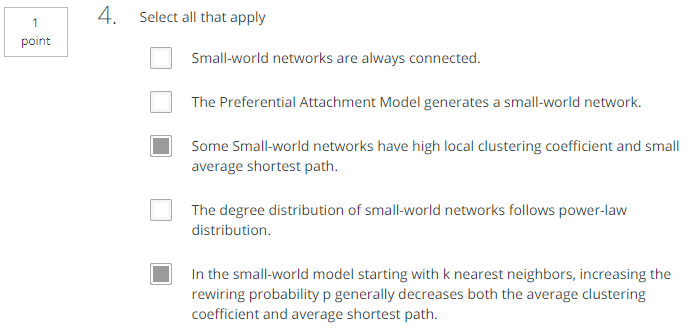 1
point
4.
Select all that apply
Small-world networks are always connected.
The Preferential Attachment Model generates a small-world network.
Some Small-world networks have high local clustering coefficient and small
average shortest path.
The degree distribution of small-world networks follows power-law
distribution.
In the small-world model starting with k nearest neighbors, increasing the
rewiring probability p generally decreases both the average clustering
coefficient and average shortest path.